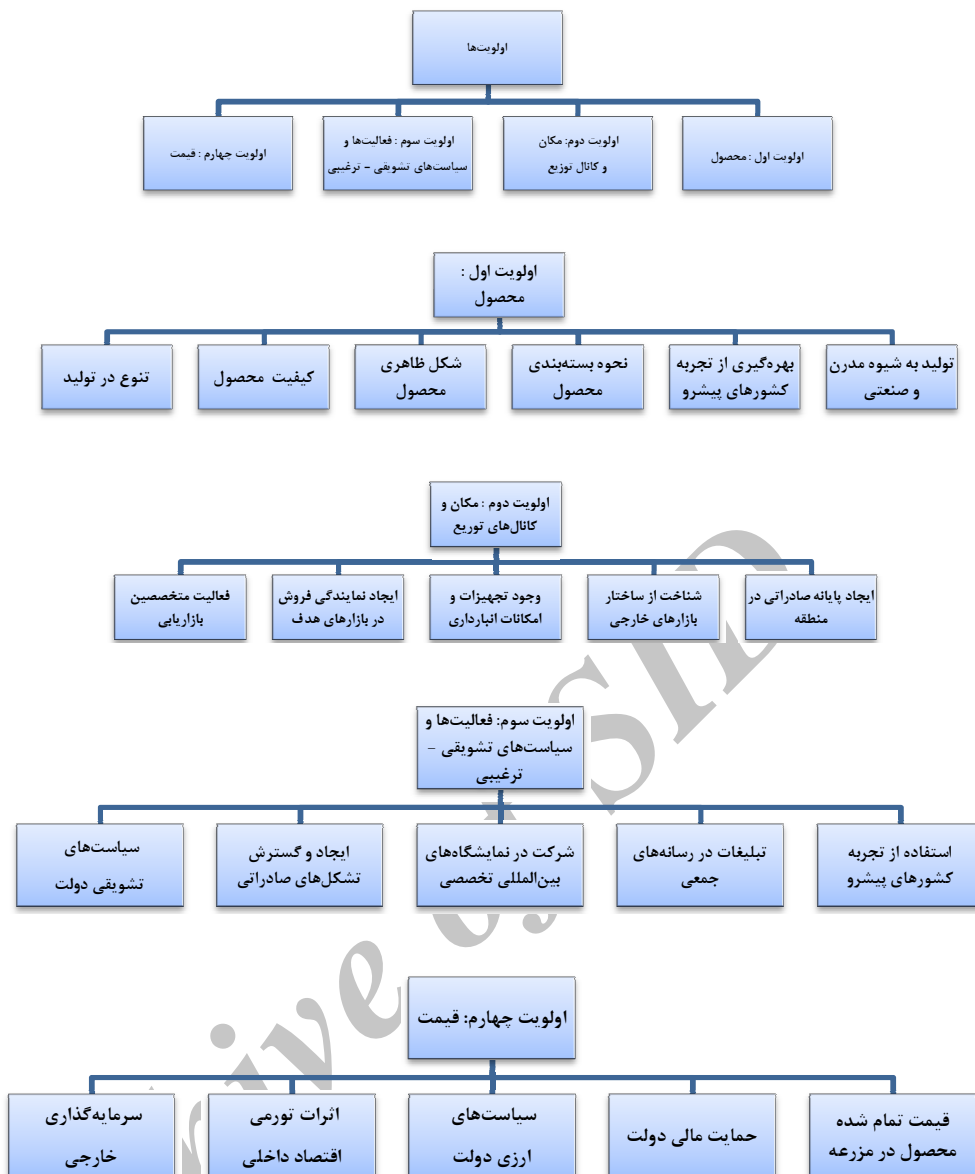 اولویت‌ها
اولویت اول : محصول
اولویت دوم: مکان
و کانال توزیع
اولویت سوم : فعالیت‌ها و
سیاست‌های تشویقی – ترغیبی
اولویت چهارم : قیمت
اولویت اول :
محصول
تولید به شیوه مدرن
و صنعتی
بهره‌گیری از تجربه
کشورهای پیشرو
نحوه بسته‌بندی
محصول
شکل ظاهری
محصول
کیفیت محصول
تنوع در تولید
اولویت دوم : مکان و
کانال‌های توزیع
ایجاد پایانه صادراتی در
منطقه
شناخت از ساختار
بازارهای خارجی
وجود تجهیزات و
امکانات انبارداری
ایجاد نمایندگی فروش
در بازارهای هدف
فعالیت متخصصین
بازاریابی
اولویت سوم: فعالیت‌ها و
سیاست‌های تشویقی –
ترغیبی
استفاده از تجربه
کشورهای پیشرو
تبلیغات در رسانه‌های
جمعی
شرکت در نمایشگاه‌های
بین‌المللی تخصصی
ایجاد و گسترش
تشکل‌های صادراتی
سیاست‌های
تشویقی دولت
اولویت چهارم: قیمت
قیمت تمام شده
محصول در مزرعه
حمایت مالی دولت
سیاست‌های
ارزی دولت
اثرات تورمی
اقتصاد داخلی
سرمایه‌گذاری
خارجی